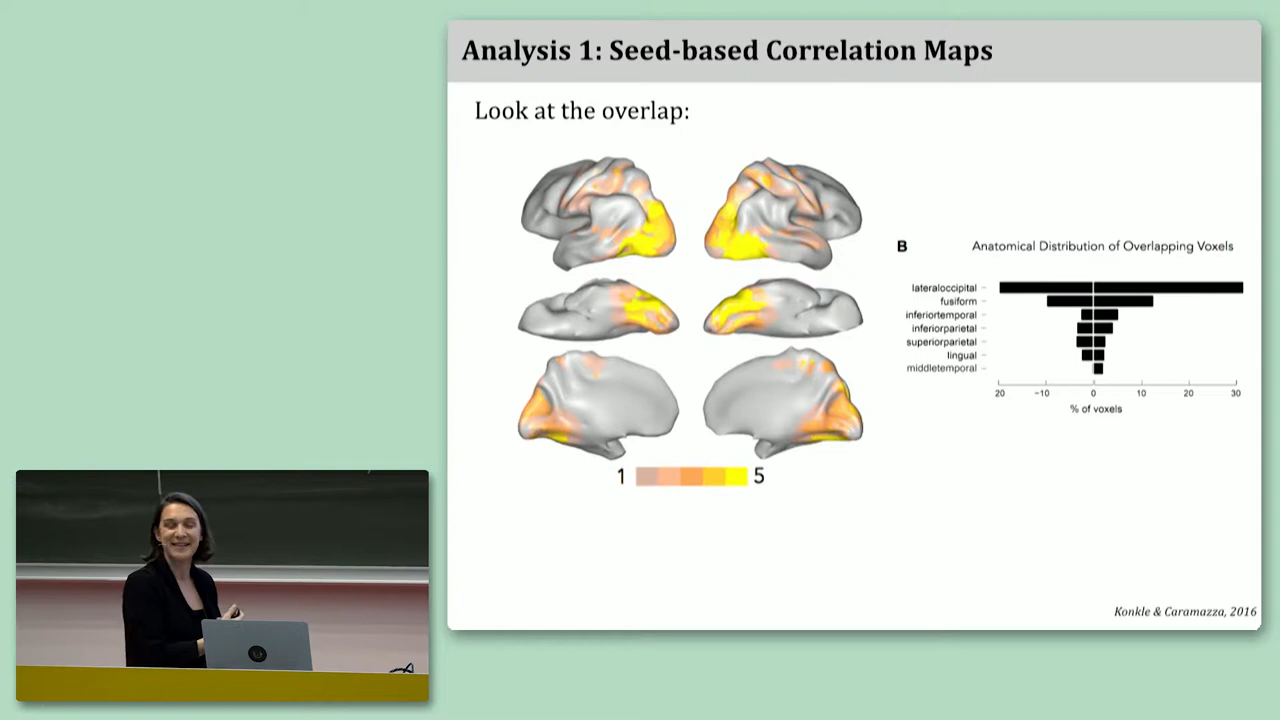 Analysis 1: Seed-based Correlation Maps
Look at the overlap:
1
5
B
Anatomical Distribution of Overlapping Voxels
lateraloccipital
fusiform
inferiortemporal
inferiorparietal
superiorparietal
lingual
middletemporal
20 −10 0 10 20 30
% of voxels
Konkle & Caramazza, 2016